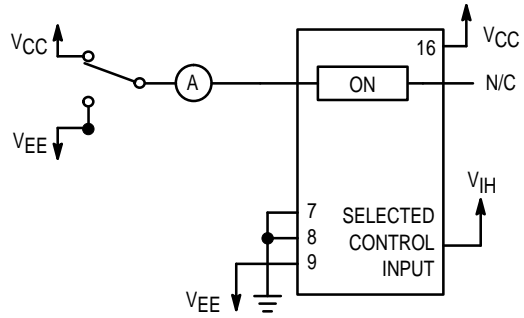 VCC
16
VCC
A
ON
N/C
VEE
VIH
7
SELECTED
8
CONTROL
9
INPUT
VEE